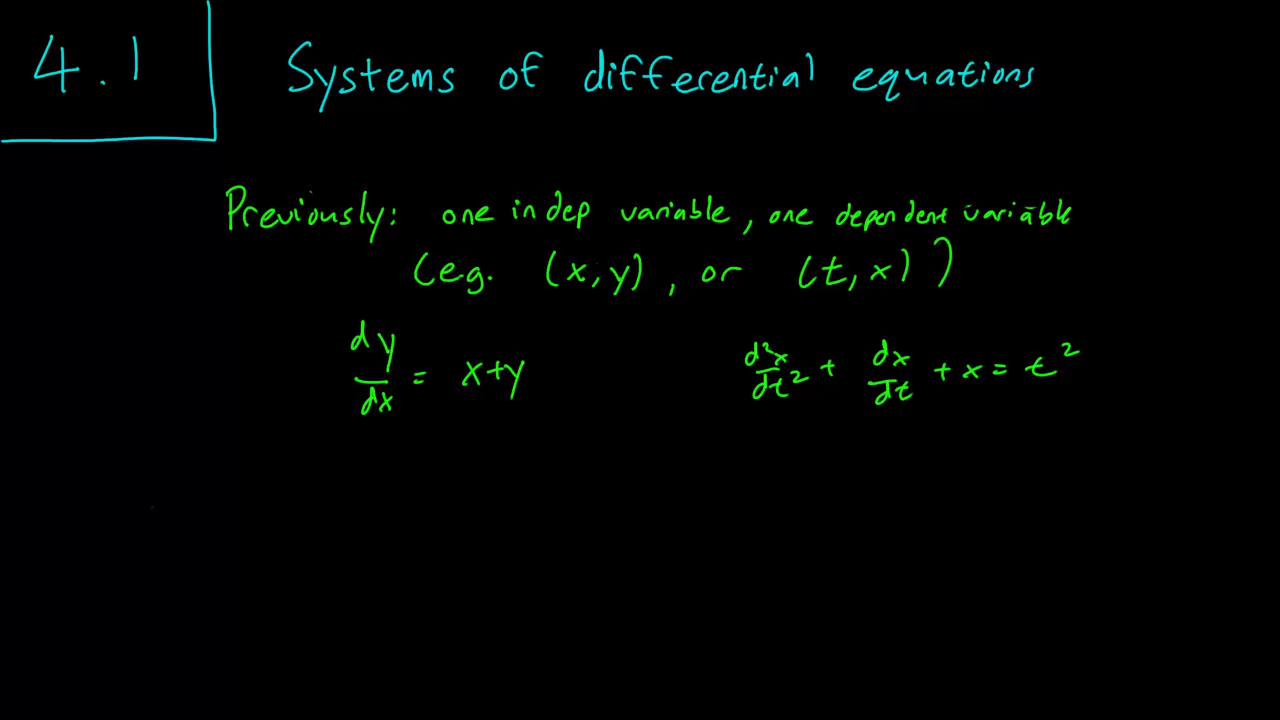 4.1 Systems of differential equations
Previously: one indep variable, one dependent variable
(e.g. (x,y), or (t,x))
dy/dx = x+y d²x/dt² + dx/dt + x = t²